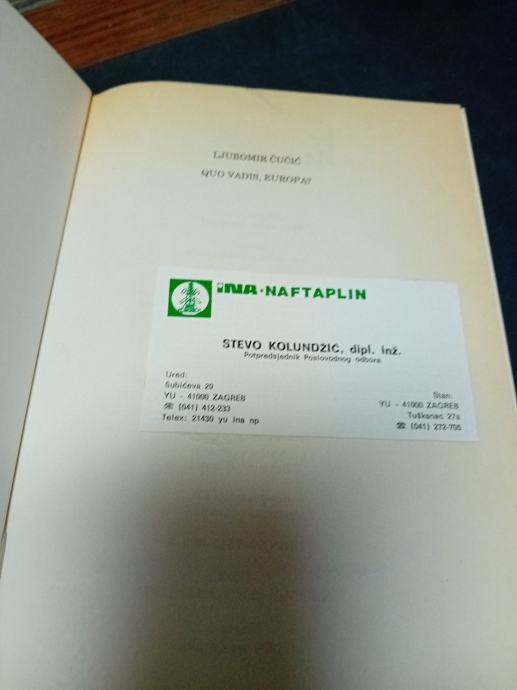 LJUBOMIR ČUČIĆ
QUO VADIS, EUROPA?
INA-NAFTAPLIN
STEVO KOLUNDŽIĆ, dipl. inž.
Potpredsjednik Poslovodnog odbora
Ured:
Šubićeva 29
YU - 41000 ZAGREB
☎ (041) 412-233
Telex: 21430 yu ina np
Stan:
YU - 41000 ZAGREB
Tuškanac 27a
☎ (041) 272-705